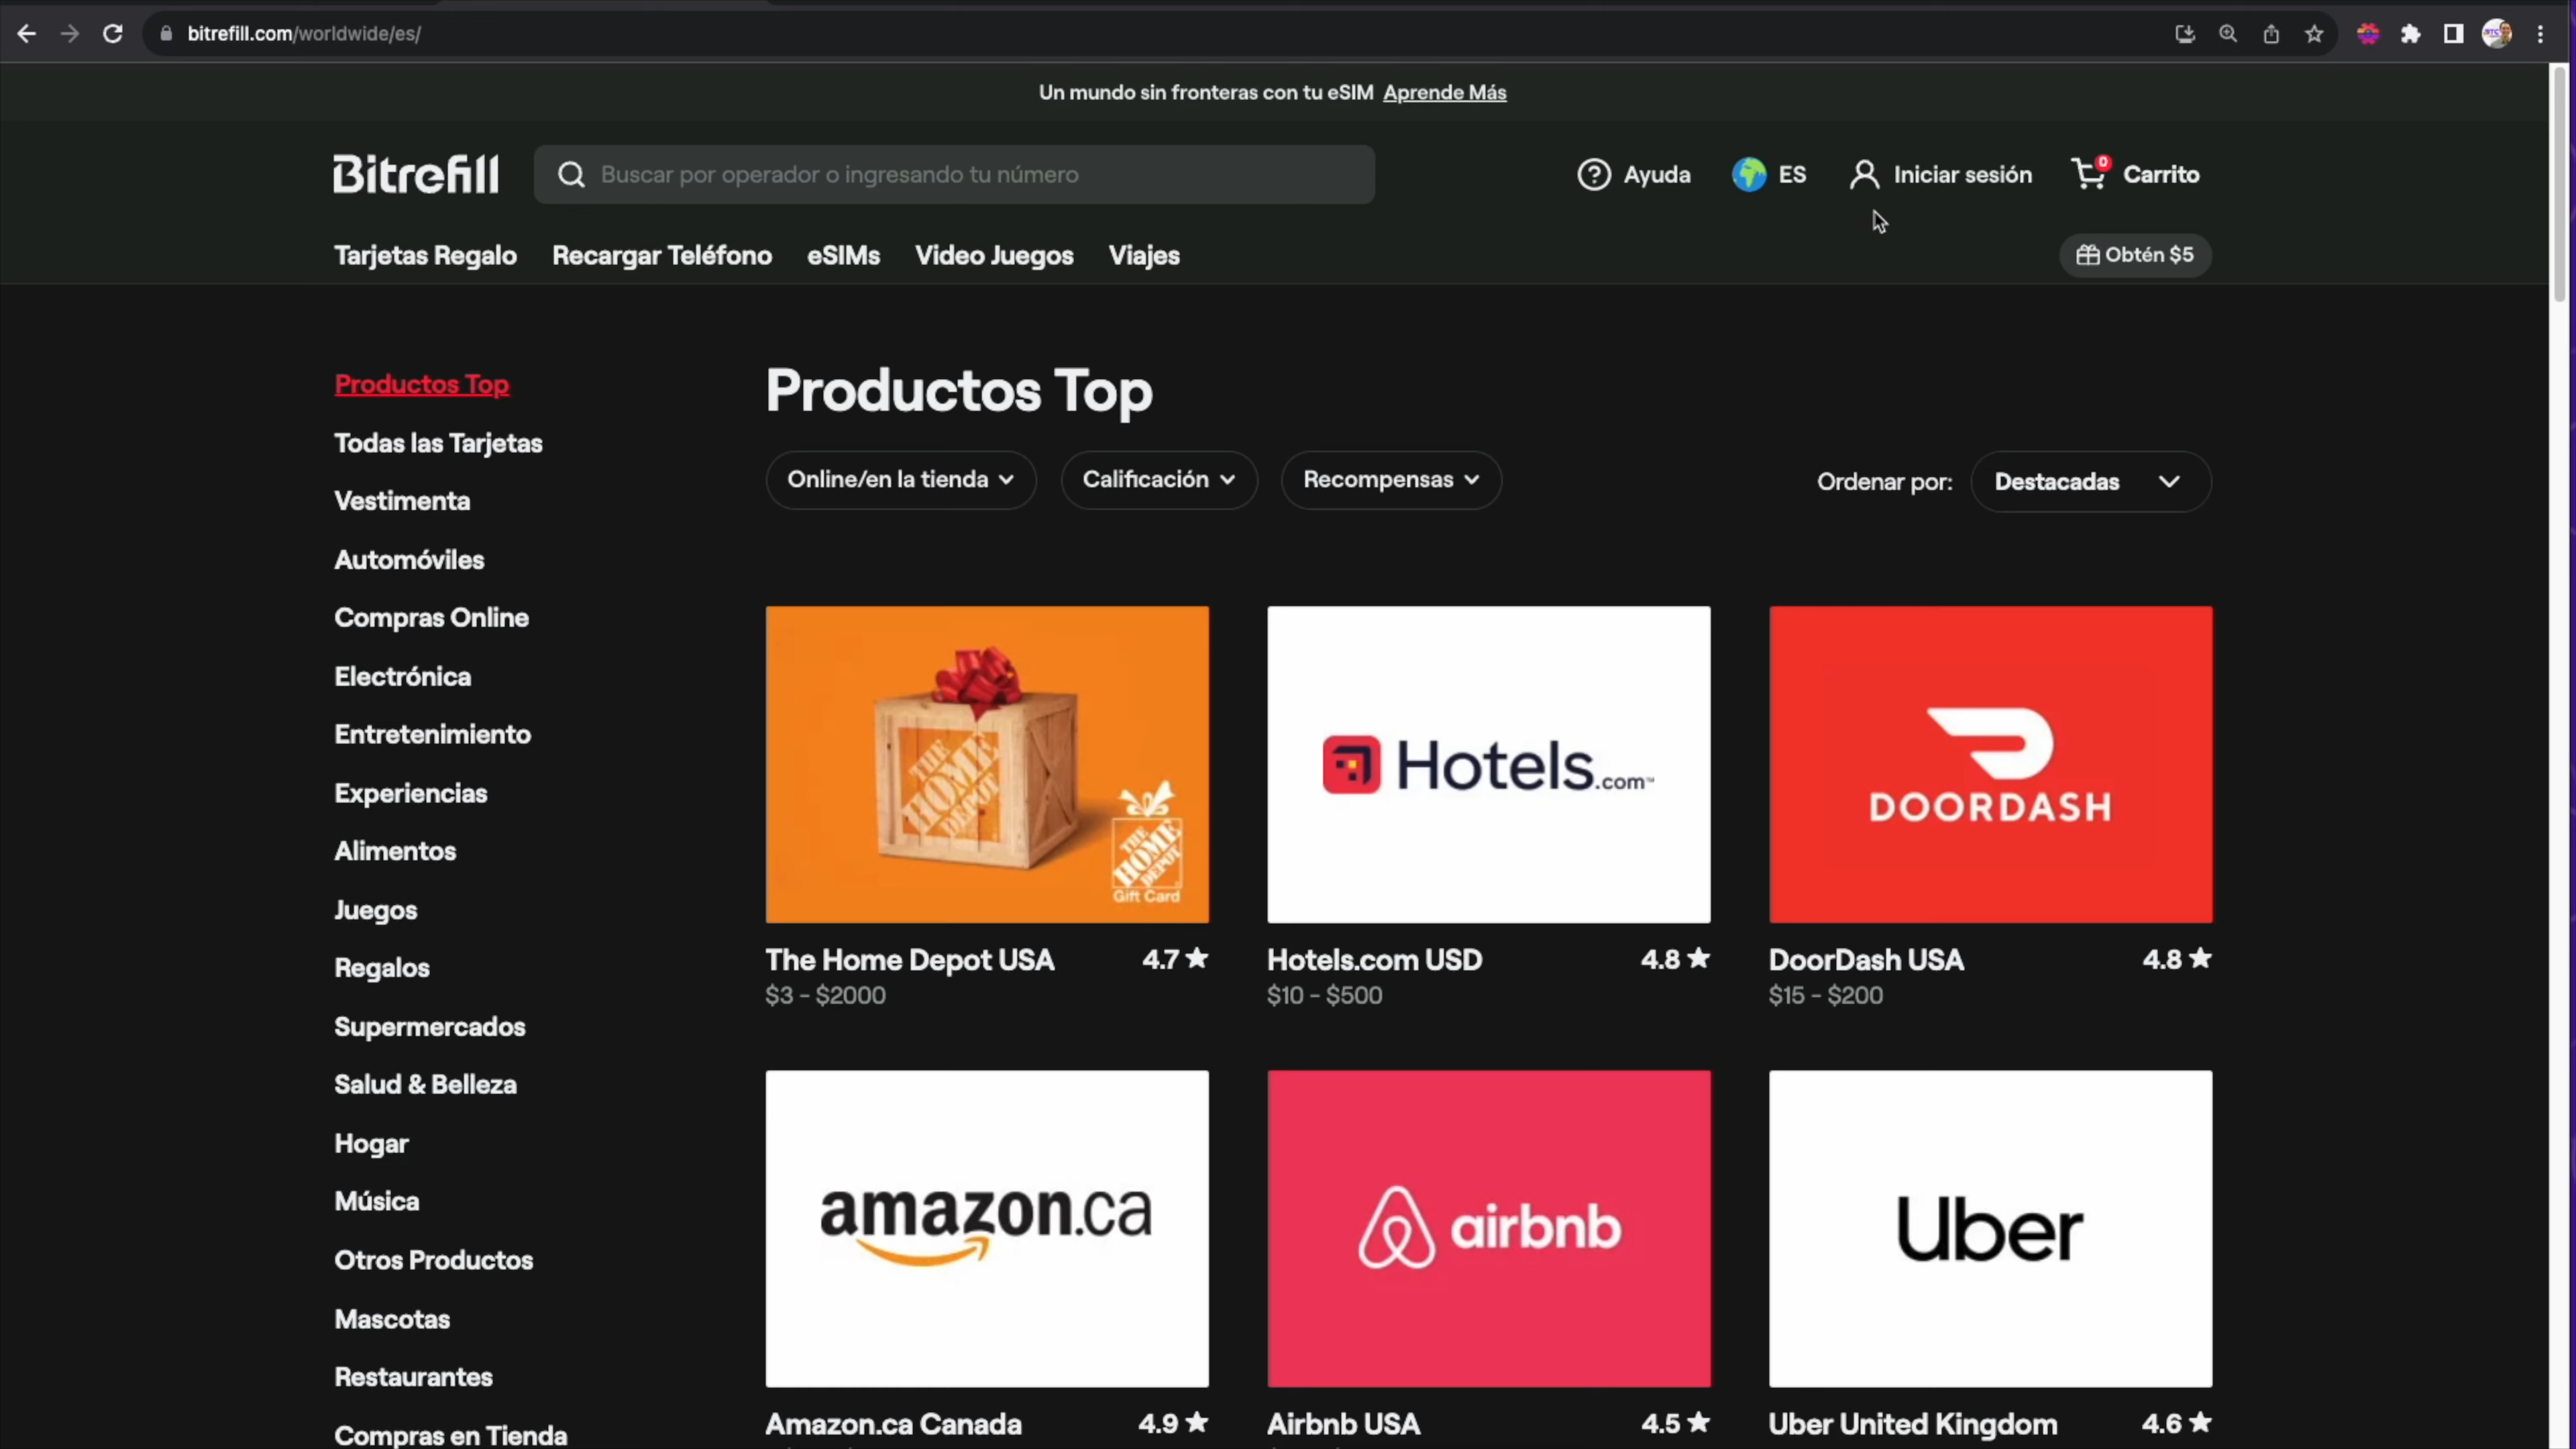 bitrefill.com/worldwide/es/
Un mundo sin fronteras con tu eSIM Aprende Más
Bitrefill
Buscar por operador o ingresando tu número
Ayuda
ES
Iniciar sesión
0
Carrito
Tarjetas Regalo
Recargar Teléfono
eSIMs
Video Juegos
Viajes
Obtén $5
Productos Top
Todas las Tarjetas
Vestimenta
Automóviles
Compras Online
Electrónica
Entretenimiento
Experiencias
Alimentos
Juegos
Regalos
Supermercados
Salud & Belleza
Hogar
Música
Otros Productos
Mascotas
Restaurantes
Compras en Tienda
Productos Top
Online/en la tienda
Calificación
Recompensas
Ordenar por:
Destacadas
THE
HOME
DEPOT
THE
HOME
DEPOT
Gift Card
The Home Depot USA 4.7
$3 - $2000
Hotels.com™
Hotels.com USD 4.8
$10 - $500
DOORDASH
DoorDash USA 4.8
$15 - $200
amazon.ca
Amazon.ca Canada 4.9
airbnb
Airbnb USA 4.5
Uber
Uber United Kingdom 4.6